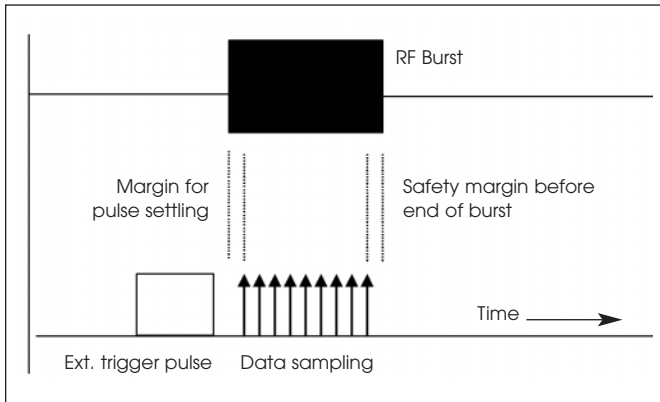 RF Burst
Margin for
pulse settling
Safety margin before
end of burst
Time
Ext. trigger pulse
Data sampling